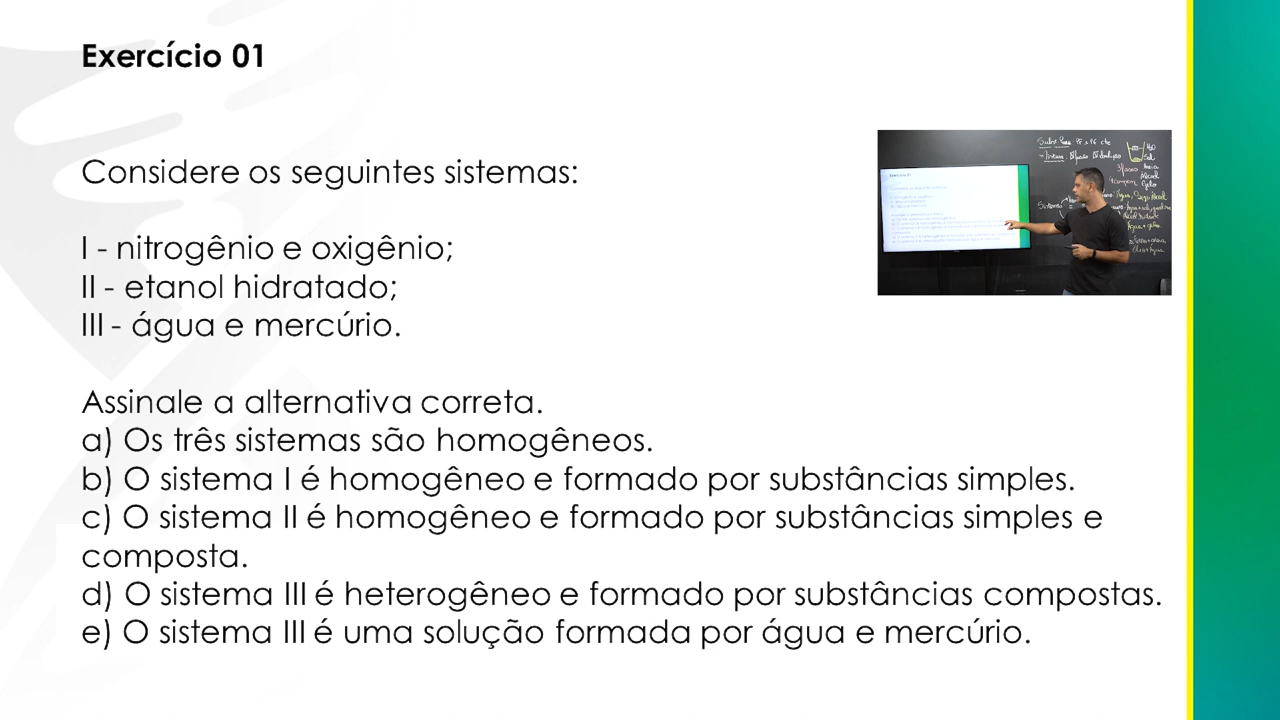 Exercício 01
Considere os seguintes sistemas:
I - nitrogênio e oxigênio;
II - etanol hidratado;
III - água e mercúrio.
Assinale a alternativa correta.
a) Os três sistemas são homogêneos.
b) O sistema I é homogêneo e formado por substâncias simples.
c) O sistema II é homogêneo e formado por substâncias simples e
composta.
d) O sistema III é heterogêneo e formado por substâncias compostas.
e) O sistema III é uma solução formada por água e mercúrio.